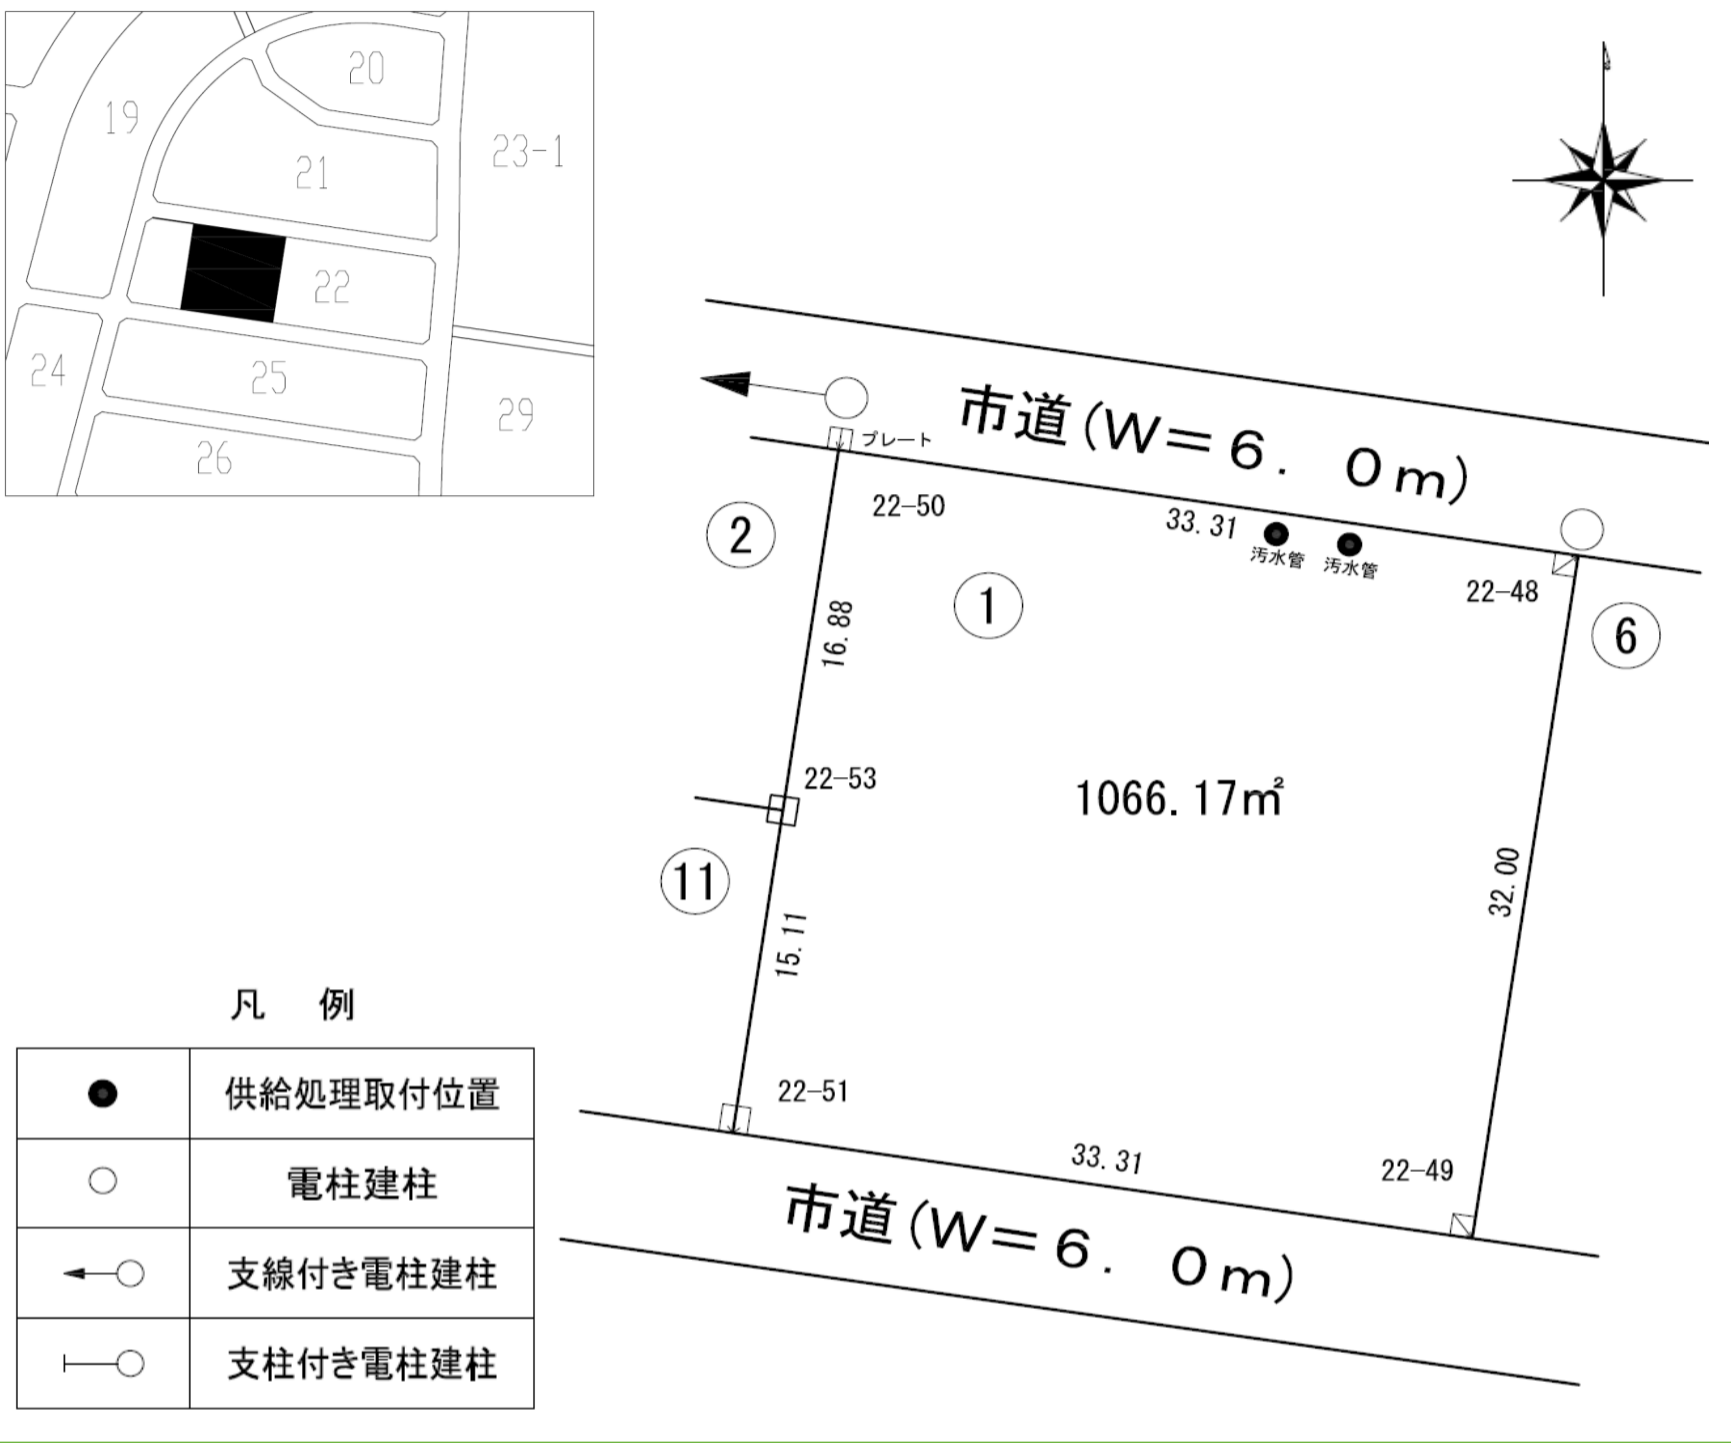 20
19
23-1
21
22
24
25
29
26
市道(W=6. 0m)
プレート
22-50
33.31
②
汚水管 汚水管
22-48
①
⑥
16.88
22-53
1066.17㎡
⑪
32.00
15.11
22-51
33.31
22-49
市道(W=6. 0m)
凡 例
供給処理取付位置
電柱建柱
支線付き電柱建柱
支柱付き電柱建柱